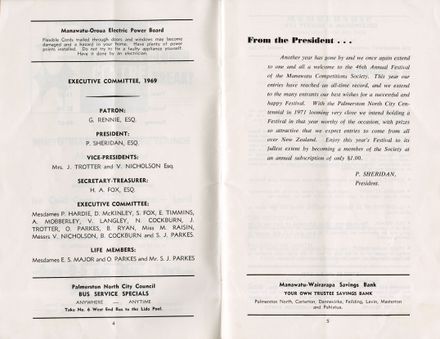 Manawatu-Oroua Electric Power Board
Flexible Cords trailed through doors and windows may become
damaged and a hazard in your home. Have plenty of power
points installed. Do not try to fix a faulty appliance yourself.
Have it done by an electrician.
EXECUTIVE COMMITTEE, 1969
PATRON:
G. RENNIE, ESQ.
PRESIDENT:
P. SHERIDAN, ESQ.
VICE-PRESIDENTS:
Mrs. J. TROTTER and V. NICHOLSON Esq.
SECRETARY-TREASURER:
H. A. FOX, ESQ.
EXECUTIVE COMMITTEE:
Mesdames P. HARDIE, D. McKINLEY, S. FOX, E. TIMMINS,
A. MOBBERLEY, V. LANGLEY, N. COCKBURN, J.
TROTTER, O. PARKES, B. RYAN, Miss M. RAISIN,
Messrs V. NICHOLSON, B. COCKBURN and S. J. PARKES.
LIFE MEMBERS:
Mesdames E. S. MAJOR and O. PARKES and Mr. S. J. PARKES
Palmerston North City Council
BUS SERVICE SPECIALS
ANYWHERE — ANYTIME
Take No. 6 West End Bus to the Lido Pool.
4
From the President . . .
Another year has gone by and we once again extend
to one and all a welcome to the 46th Annual Festival
of the Manawatu Competitions Society. This year our
entries have reached an all-time record, and we extend
to the many entrants our best wishes for a successful and
happy Festival. With the Palmerston North City Cen-
tennial in 1971 looming very close we intend holding a
Festival in that year worthy of the occasion, with prizes
so attractive that we expect entries to come from all
over New Zealand. Enjoy this year's Festival to its
fullest extent by becoming a member of the Society at
an annual subscription of only $1.00.
P. SHERIDAN,
President.
Manawatu-Wairarapa Savings Bank
YOUR OWN TRUSTEE SAVINGS BANK
Palmerston North, Carterton, Dannevirke, Feilding, Levin, Masterton
and Pahiatua.
5